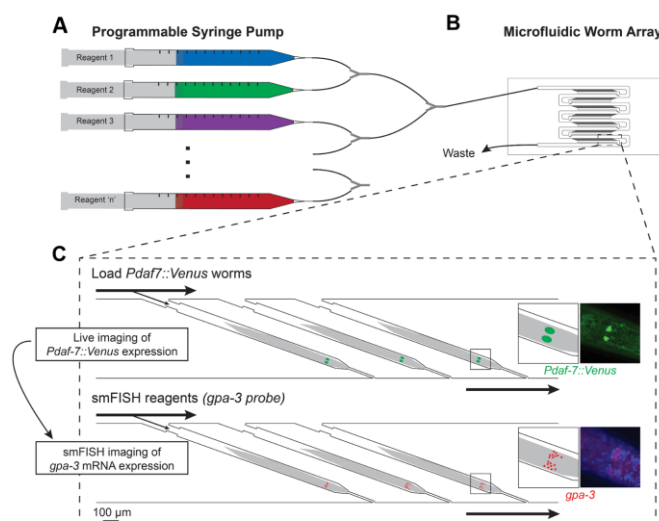 A
Programmable Syringe Pump
B
Microfluidic Worm Array
Reagent 1
Reagent 2
Reagent 3
Reagent 'n'
Waste
C
Load Pdaf7::Venus worms
Live imaging of
Pdaf-7::Venus expression
Pdaf-7::Venus
smFISH reagents (gpa-3 probe)
smFISH imaging of
gpa-3 mRNA expression
gpa-3
100 µm